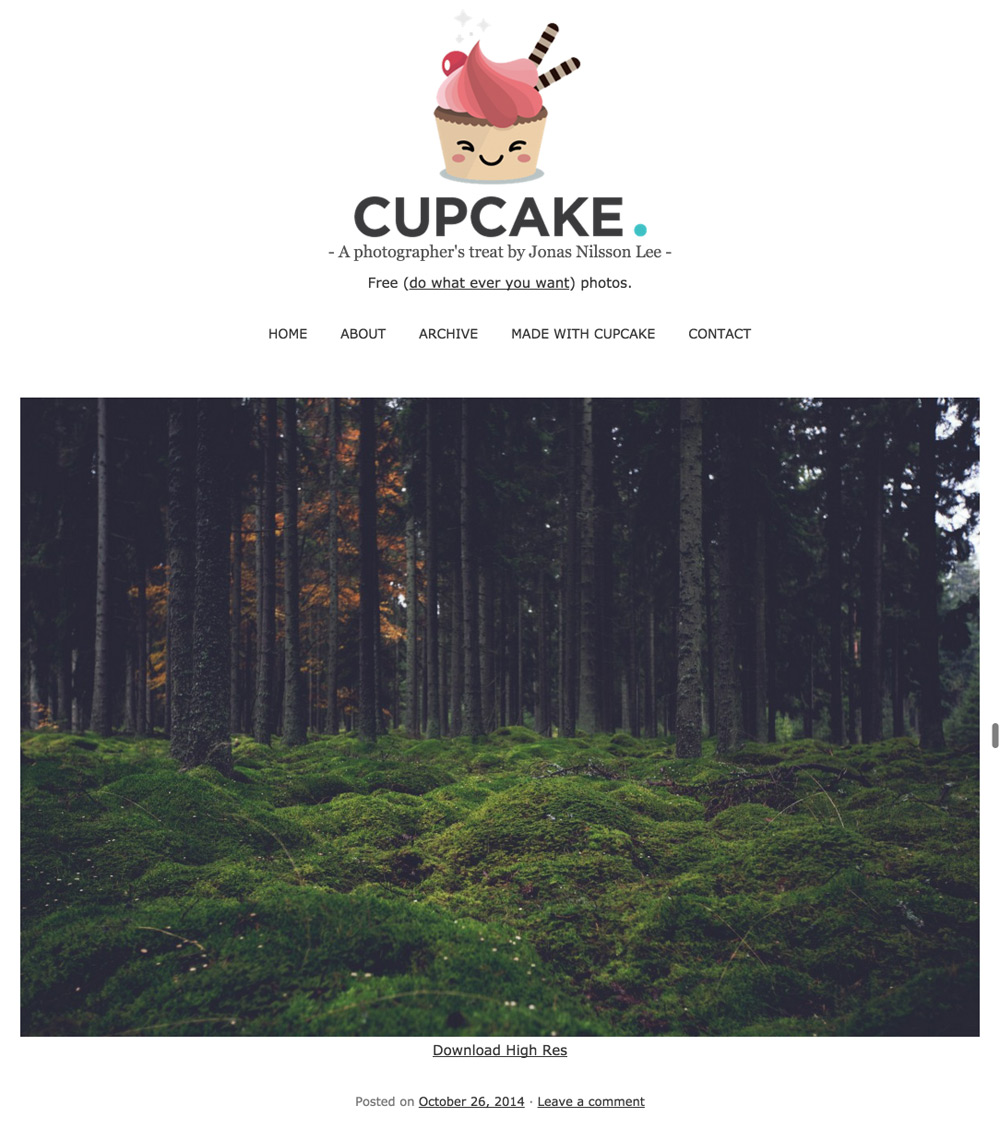 CUPCAKE.
- A photographer's treat by Jonas Nilsson Lee -
Free (do what ever you want) photos.
HOME ABOUT ARCHIVE MADE WITH CUPCAKE CONTACT
Download High Res
Posted on October 26, 2014 · Leave a comment